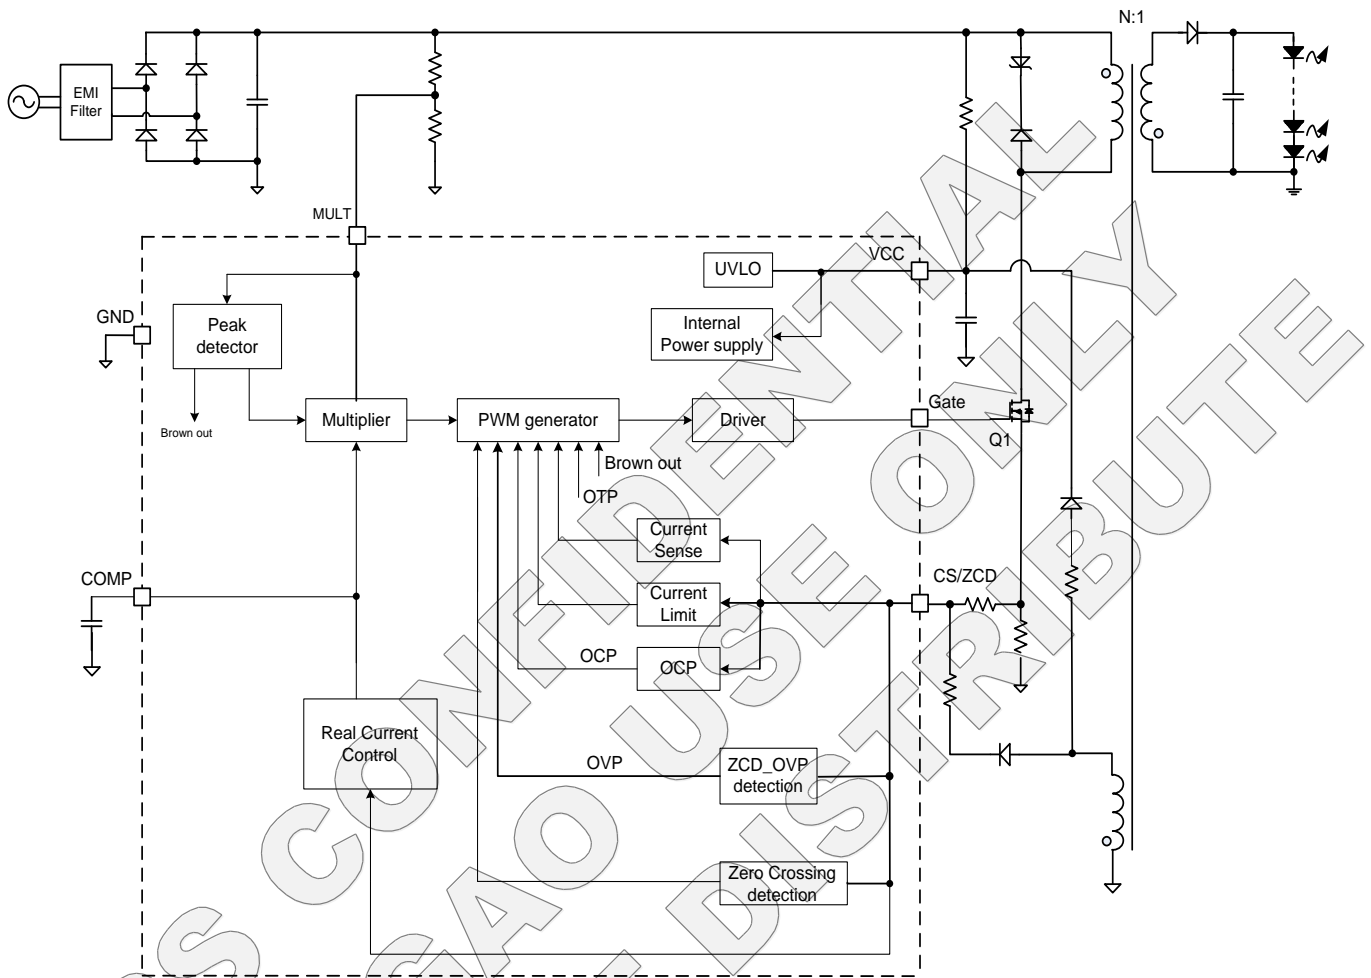 N:1
EMI
Filter
MULT
UVLO
VCC
GND
Peak
detector
Internal
Power supply
Brown out
Multiplier
PWM generator
Driver
Gate
Q1
Brown out
OTP
Current
Sense
COMP
Current
Limit
CS/ZCD
OCP
OCP
Real Current
Control
OVP
ZCD_OVP
detection
Zero Crossing
detection
S CONFIDENTIAL
CAO USE ONLY
T DISTRIBUTE